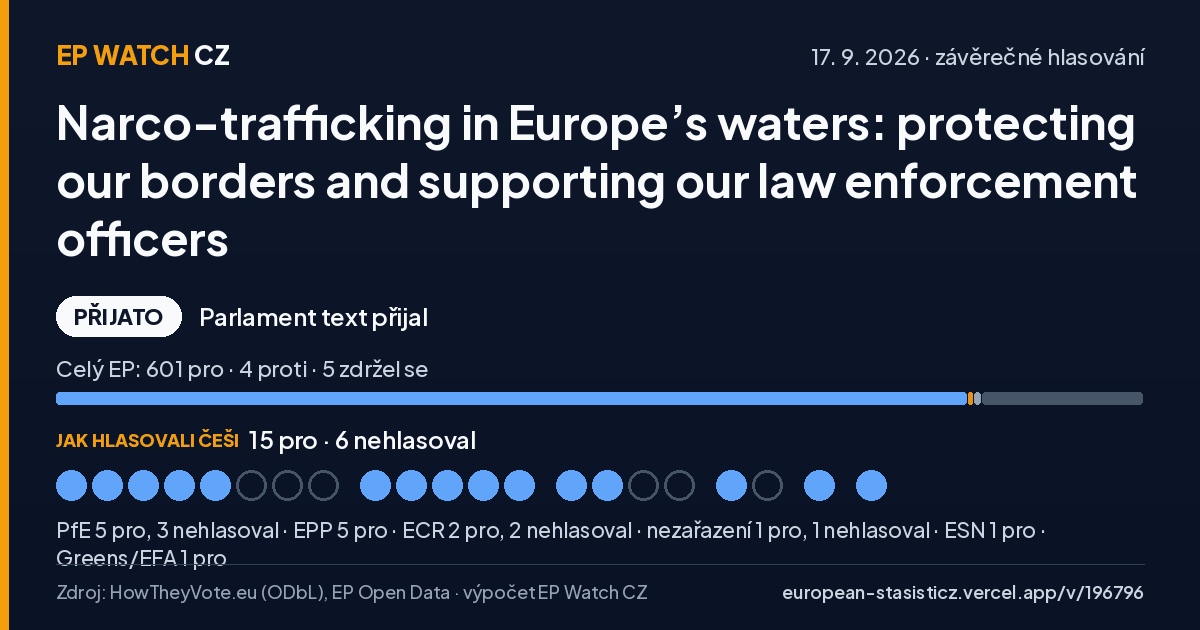 EP WATCH CZ
17. 9. 2026 · závěrečné hlasování
Narco-trafficking in Europe’s waters: protecting
our borders and supporting our law enforcement
officers
PŘIJATO Parlament text přijal
Celý EP: 601 pro · 4 proti · 5 zdržel se
JAK HLASOVALI ČEŠI 15 pro · 6 nehlasoval
PfE 5 pro, 3 nehlasoval · EPP 5 pro · ECR 2 pro, 2 nehlasoval · nezařazení 1 pro, 1 nehlasoval · ESN 1 pro ·
Greens/EFA 1 pro
Zdroj: HowTheyVote.eu (ODbL), EP Open Data · výpočet EP Watch CZ
european-stasisticz.vercel.app/v/196796